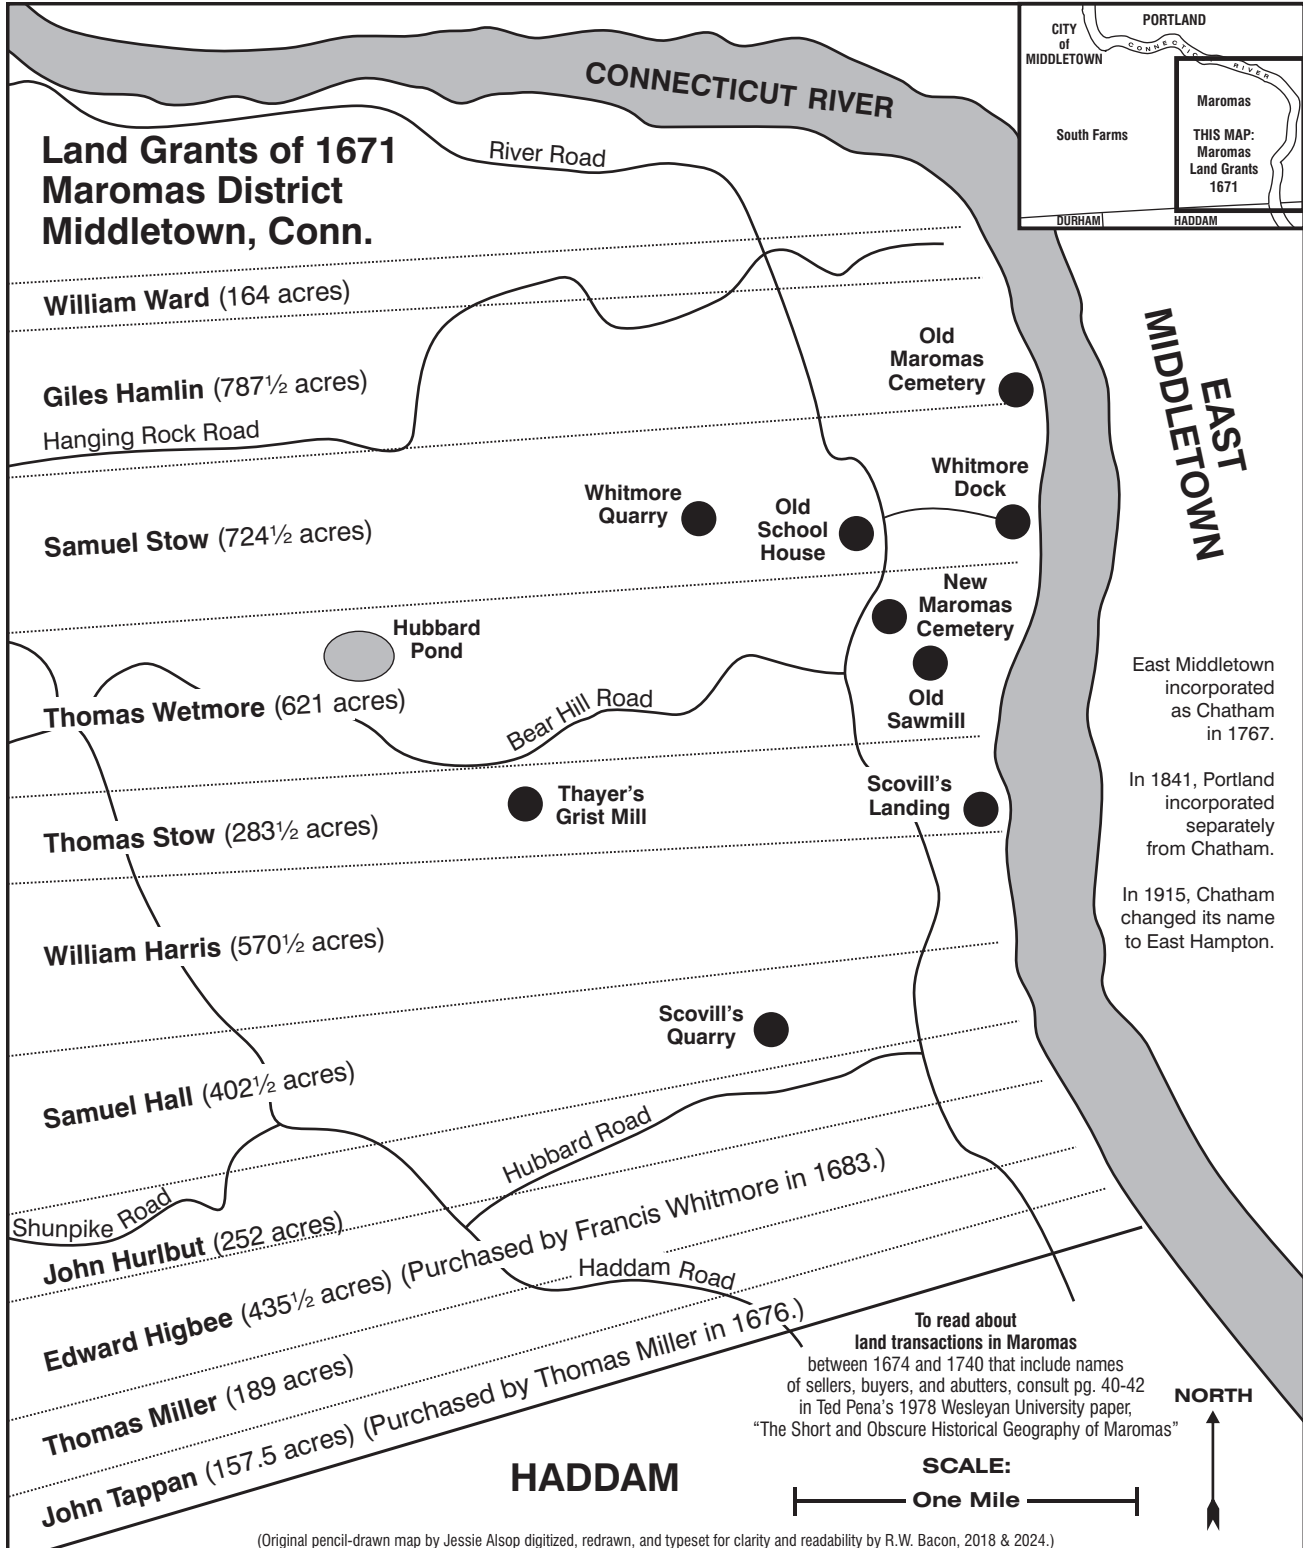 CONNECTICUT RIVER
CITY
of
MIDDLETOWN
PORTLAND
CONNECTICUT RIVER
Maromas
South Farms
THIS MAP:
Maromas
Land Grants
1671
DURHAM
HADDAM
Land Grants of 1671
Maromas District
Middletown, Conn.
River Road
William Ward (164 acres)
Old
Maromas
Cemetery
Giles Hamlin (787½ acres)
Hanging Rock Road
EAST
MIDDLETOWN
Whitmore
Dock
Whitmore
Quarry
Old
School
House
Samuel Stow (724½ acres)
New
Maromas
Cemetery
Hubbard
Pond
Old
Sawmill
Thomas Wetmore (621 acres)
Bear Hill Road
East Middletown
incorporated
as Chatham
in 1767.
In 1841, Portland
incorporated
separately
from Chatham.
In 1915, Chatham
changed its name
to East Hampton.
Thayer's
Grist Mill
Scovill's
Landing
Thomas Stow (283½ acres)
William Harris (570½ acres)
Scovill's
Quarry
Samuel Hall (402½ acres)
Hubbard Road
Shunpike Road
John Hurlbut (252 acres)
Edward Higbee (435½ acres) (Purchased by Francis Whitmore in 1683.)
Haddam Road
Thomas Miller (189 acres)
John Tappan (157.5 acres) (Purchased by Thomas Miller in 1676.)
To read about
land transactions in Maromas
between 1674 and 1740 that include names
of sellers, buyers, and abutters, consult pg. 40-42
in Ted Pena's 1978 Wesleyan University paper,
"The Short and Obscure Historical Geography of Maromas"
NORTH
HADDAM
SCALE:
One Mile
(Original pencil-drawn map by Jessie Alsop digitized, redrawn, and typeset for clarity and readability by R.W. Bacon, 2018 & 2024.)